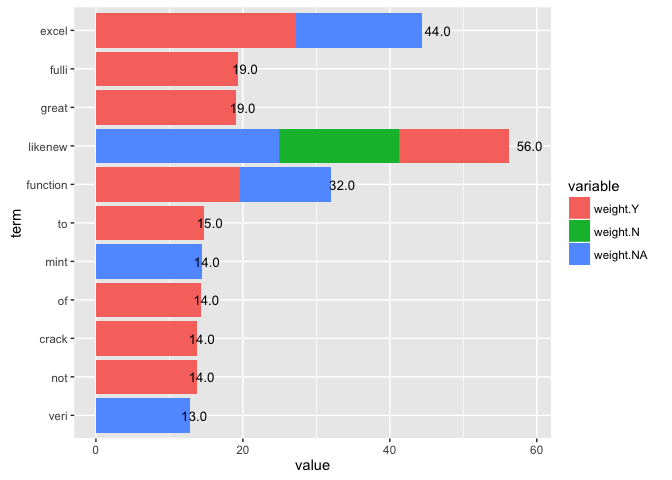 excel
44.0
fulli
19.0
great
19.0
likenew
56.0
function
32.0
to
15.0
mint
14.0
of
14.0
crack
14.0
not
14.0
veri
13.0
term
0 20 40 60
value
variable
weight.Y
weight.N
weight.NA